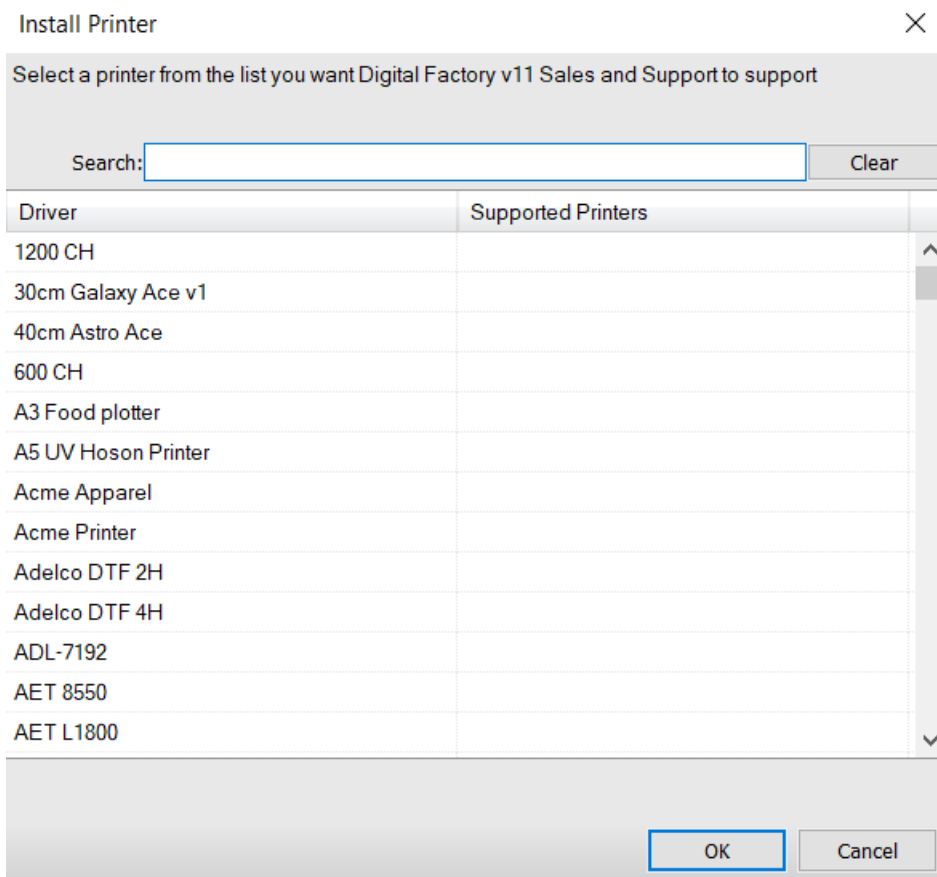 Install Printer
Select a printer from the list you want Digital Factory v11 Sales and Support to support
Search: Clear
Driver Supported Printers
1200 CH
30cm Galaxy Ace v1
40cm Astro Ace
600 CH
A3 Food plotter
A5 UV Hoson Printer
Acme Apparel
Acme Printer
Adelco DTF 2H
Adelco DTF 4H
ADL-7192
AET 8550
AET L1800
OK Cancel